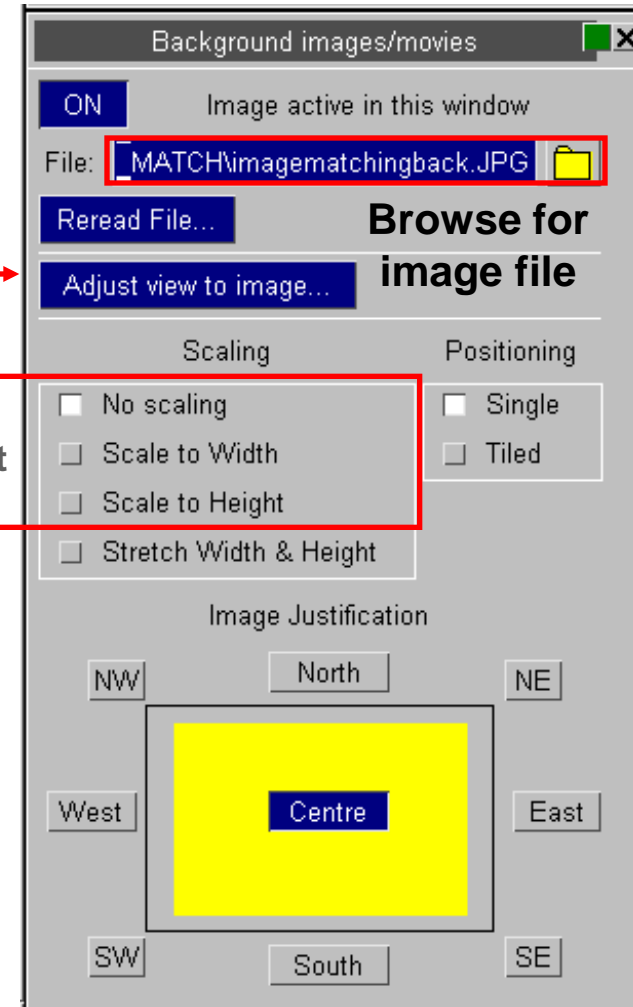 Background images/movies
ON Image active in this window
File: _MATCH\imagematchingback.JPG
Reread File... Browse for
Adjust view to image... image file
Scaling Positioning
No scaling Single
Scale to Width Tiled
Scale to Height
Stretch Width & Height
Image Justification
NW North NE
West Centre East
SW South SE